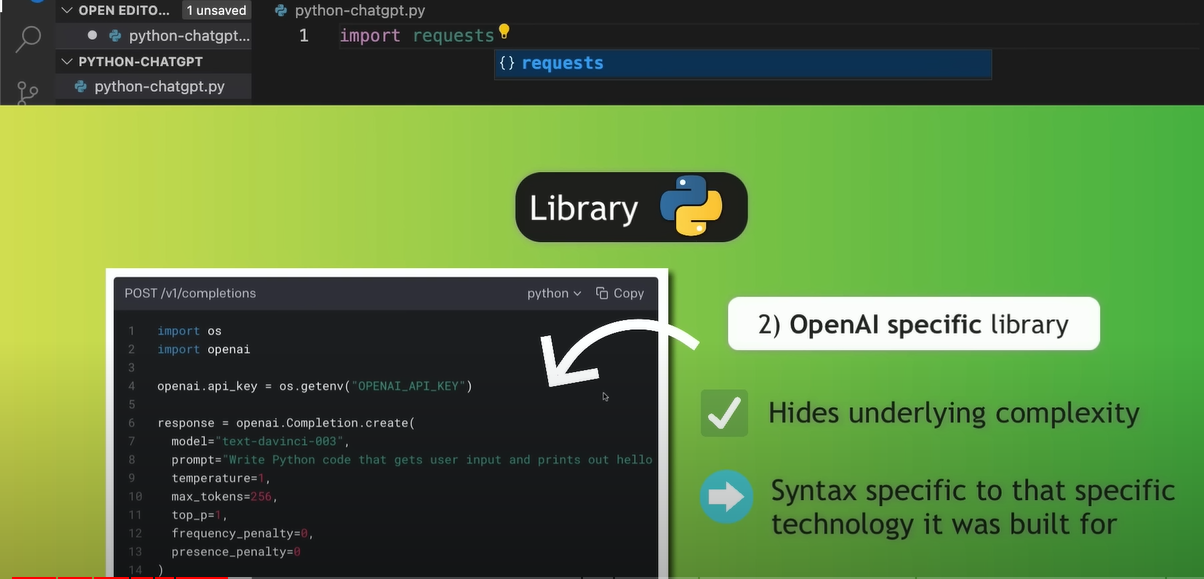 OPEN EDITO... 1 unsaved
python-chatgpt...
PYTHON-CHATGPT
python-chatgpt.py
python-chatgpt.py
1 import requests
{} requests
Library
POST /v1/completions python Copy
1 import os
2 import openai
3
4 openai.api_key = os.getenv("OPENAI_API_KEY")
5
6 response = openai.Completion.create(
7 model="text-davinci-003",
8 prompt="Write Python code that gets user input and prints out hello
9 temperature=1,
10 max_tokens=256,
11 top_p=1,
12 frequency_penalty=0,
13 presence_penalty=0
14 )
2) OpenAI specific library
Hides underlying complexity
Syntax specific to that specific
technology it was built for